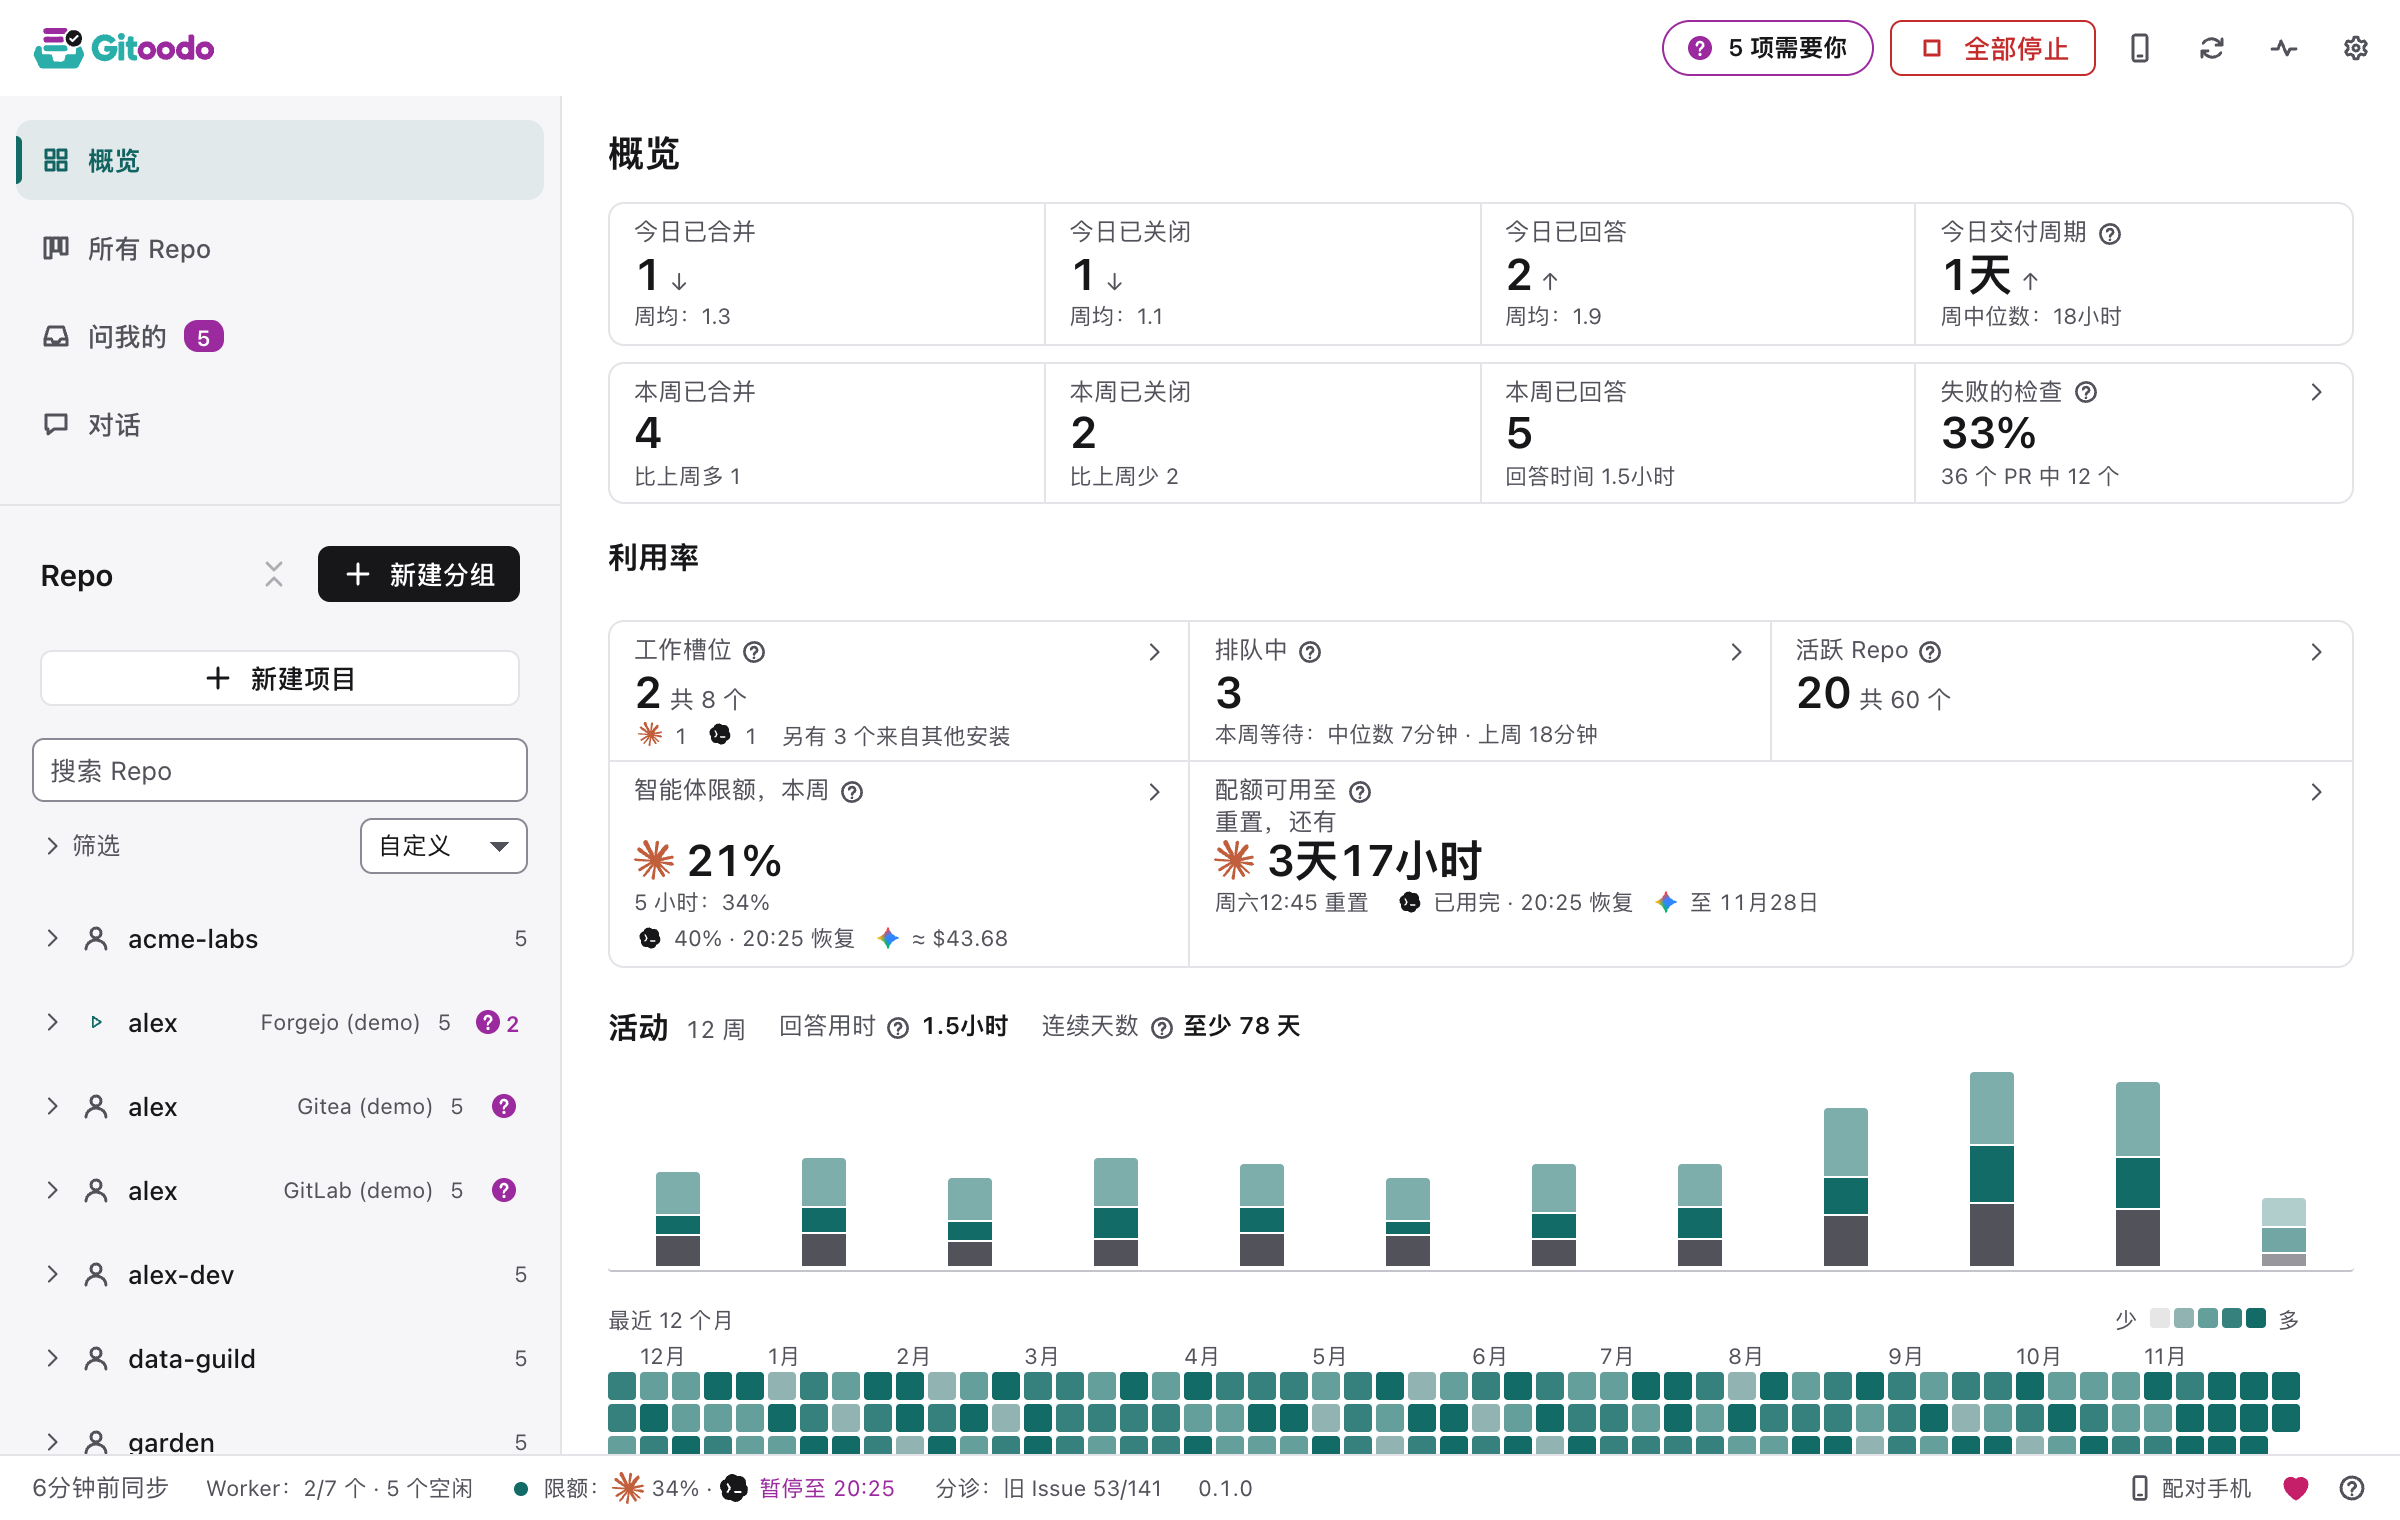 Gitoodo
5 项需要你
全部停止
概览
所有 Repo
问我的 5
对话
Repo
新建分组
新建项目
搜索 Repo
筛选
自定义
acme-labs 5
alex Forgejo (demo) 5 2
alex Gitea (demo) 5
alex GitLab (demo) 5
alex-dev 5
data-guild 5
garden 5
概览
今日已合并
1
周均：1.3
今日已关闭
1
周均：1.1
今日已回答
2
周均：1.9
今日交付周期
1天
周中位数：18小时
本周已合并
4
比上周多 1
本周已关闭
2
比上周少 2
本周已回答
5
回答时间 1.5小时
失败的检查
33%
36 个 PR 中 12 个
利用率
工作槽位
2 共 8 个
1 1 另有 3 个来自其他安装
排队中
3
本周等待：中位数 7分钟 · 上周 18分钟
活跃 Repo
20 共 60 个
智能体限额，本周
21%
5 小时：34%
40% · 20:25 恢复 ≈ $43.68
配额可用至
重置，还有
3天17小时
周六12:45 重置 已用完 · 20:25 恢复 至 11月28日
活动 12 周 回答用时 1.5小时 连续天数 至少 78 天
最近 12 个月
少 多
12月 1月 2月 3月 4月 5月 6月 7月 8月 9月 10月 11月
6分钟前同步 Worker：2/7 个 · 5 个空闲 限额： 34% · 暂停至 20:25 分诊：旧 Issue 53/141 0.1.0
配对手机